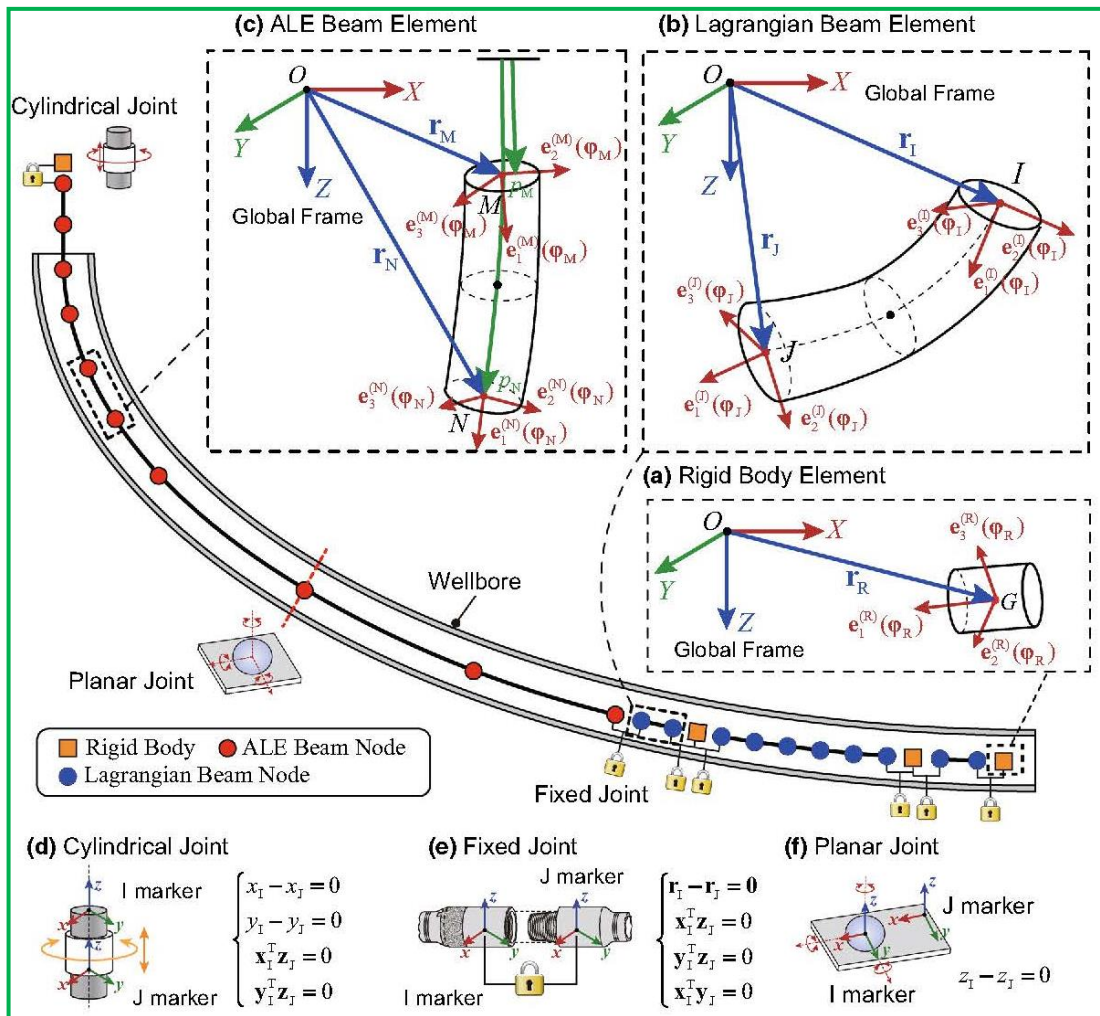 (c) ALE Beam Element
(b) Lagrangian Beam Element
Cylindrical Joint
O
X
Y
Z
Global Frame
r_M
r_N
e_2^(M)(φ_M)
p_M
M
e_3^(M)(φ_M)
e_1^(M)(φ_M)
p_N
e_3^(N)(φ_N)
e_2^(N)(φ_N)
N
e_1^(N)(φ_N)
O
X
Global Frame
Y
Z
r_I
I
r_J
e_3^(I)(φ_I)
e_2^(I)(φ_I)
e_1^(I)(φ_I)
e_3^(J)(φ_J)
J
e_1^(J)(φ_J)
e_2^(J)(φ_J)
(a) Rigid Body Element
O
X
Y
Z
Global Frame
r_R
e_3^(R)(φ_R)
G
e_1^(R)(φ_R)
e_2^(R)(φ_R)
Wellbore
Planar Joint
Rigid Body
ALE Beam Node
Lagrangian Beam Node
Fixed Joint
(d) Cylindrical Joint
I marker
z
x
y
z
x
y
J marker
x_I − x_J = 0
y_I − y_J = 0
x_I^T z_J = 0
y_I^T z_J = 0
(e) Fixed Joint
J marker
z
x
y
z
x
y
I marker
r_I − r_J = 0
x_I^T z_J = 0
y_I^T z_J = 0
x_I^T y_J = 0
(f) Planar Joint
z
x
y
z
x
y
J marker
I marker
z_I − z_J = 0